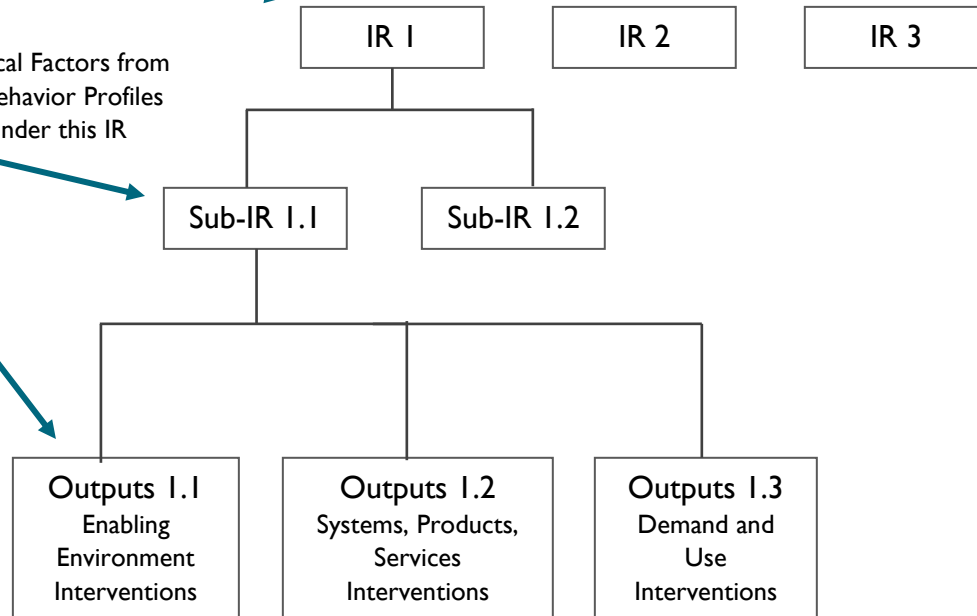 IR 1
IR 2
IR 3
cal Factors from
ehavior Profiles
nder this IR
Sub-IR 1.1
Sub-IR 1.2
Outputs 1.1
Enabling
Environment
Interventions
Outputs 1.2
Systems, Products,
Services
Interventions
Outputs 1.3
Demand and
Use
Interventions